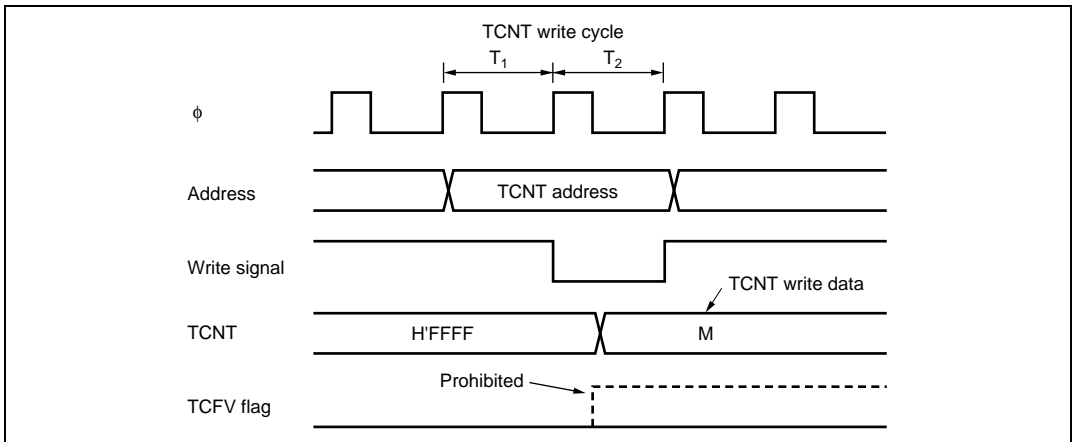 TCNT write cycle
T1 T2
ϕ
Address TCNT address
Write signal
TCNT write data
TCNT H'FFFF M
Prohibited
TCFV flag